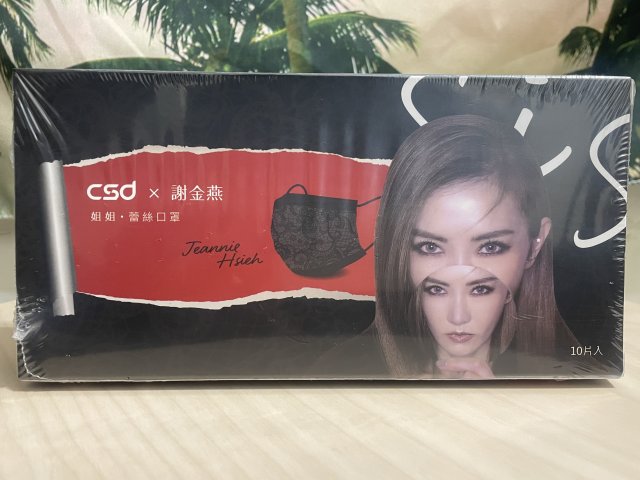 csd × 謝金燕
姐姐·蕾絲口罩
Jeannie
Hsieh
10片入